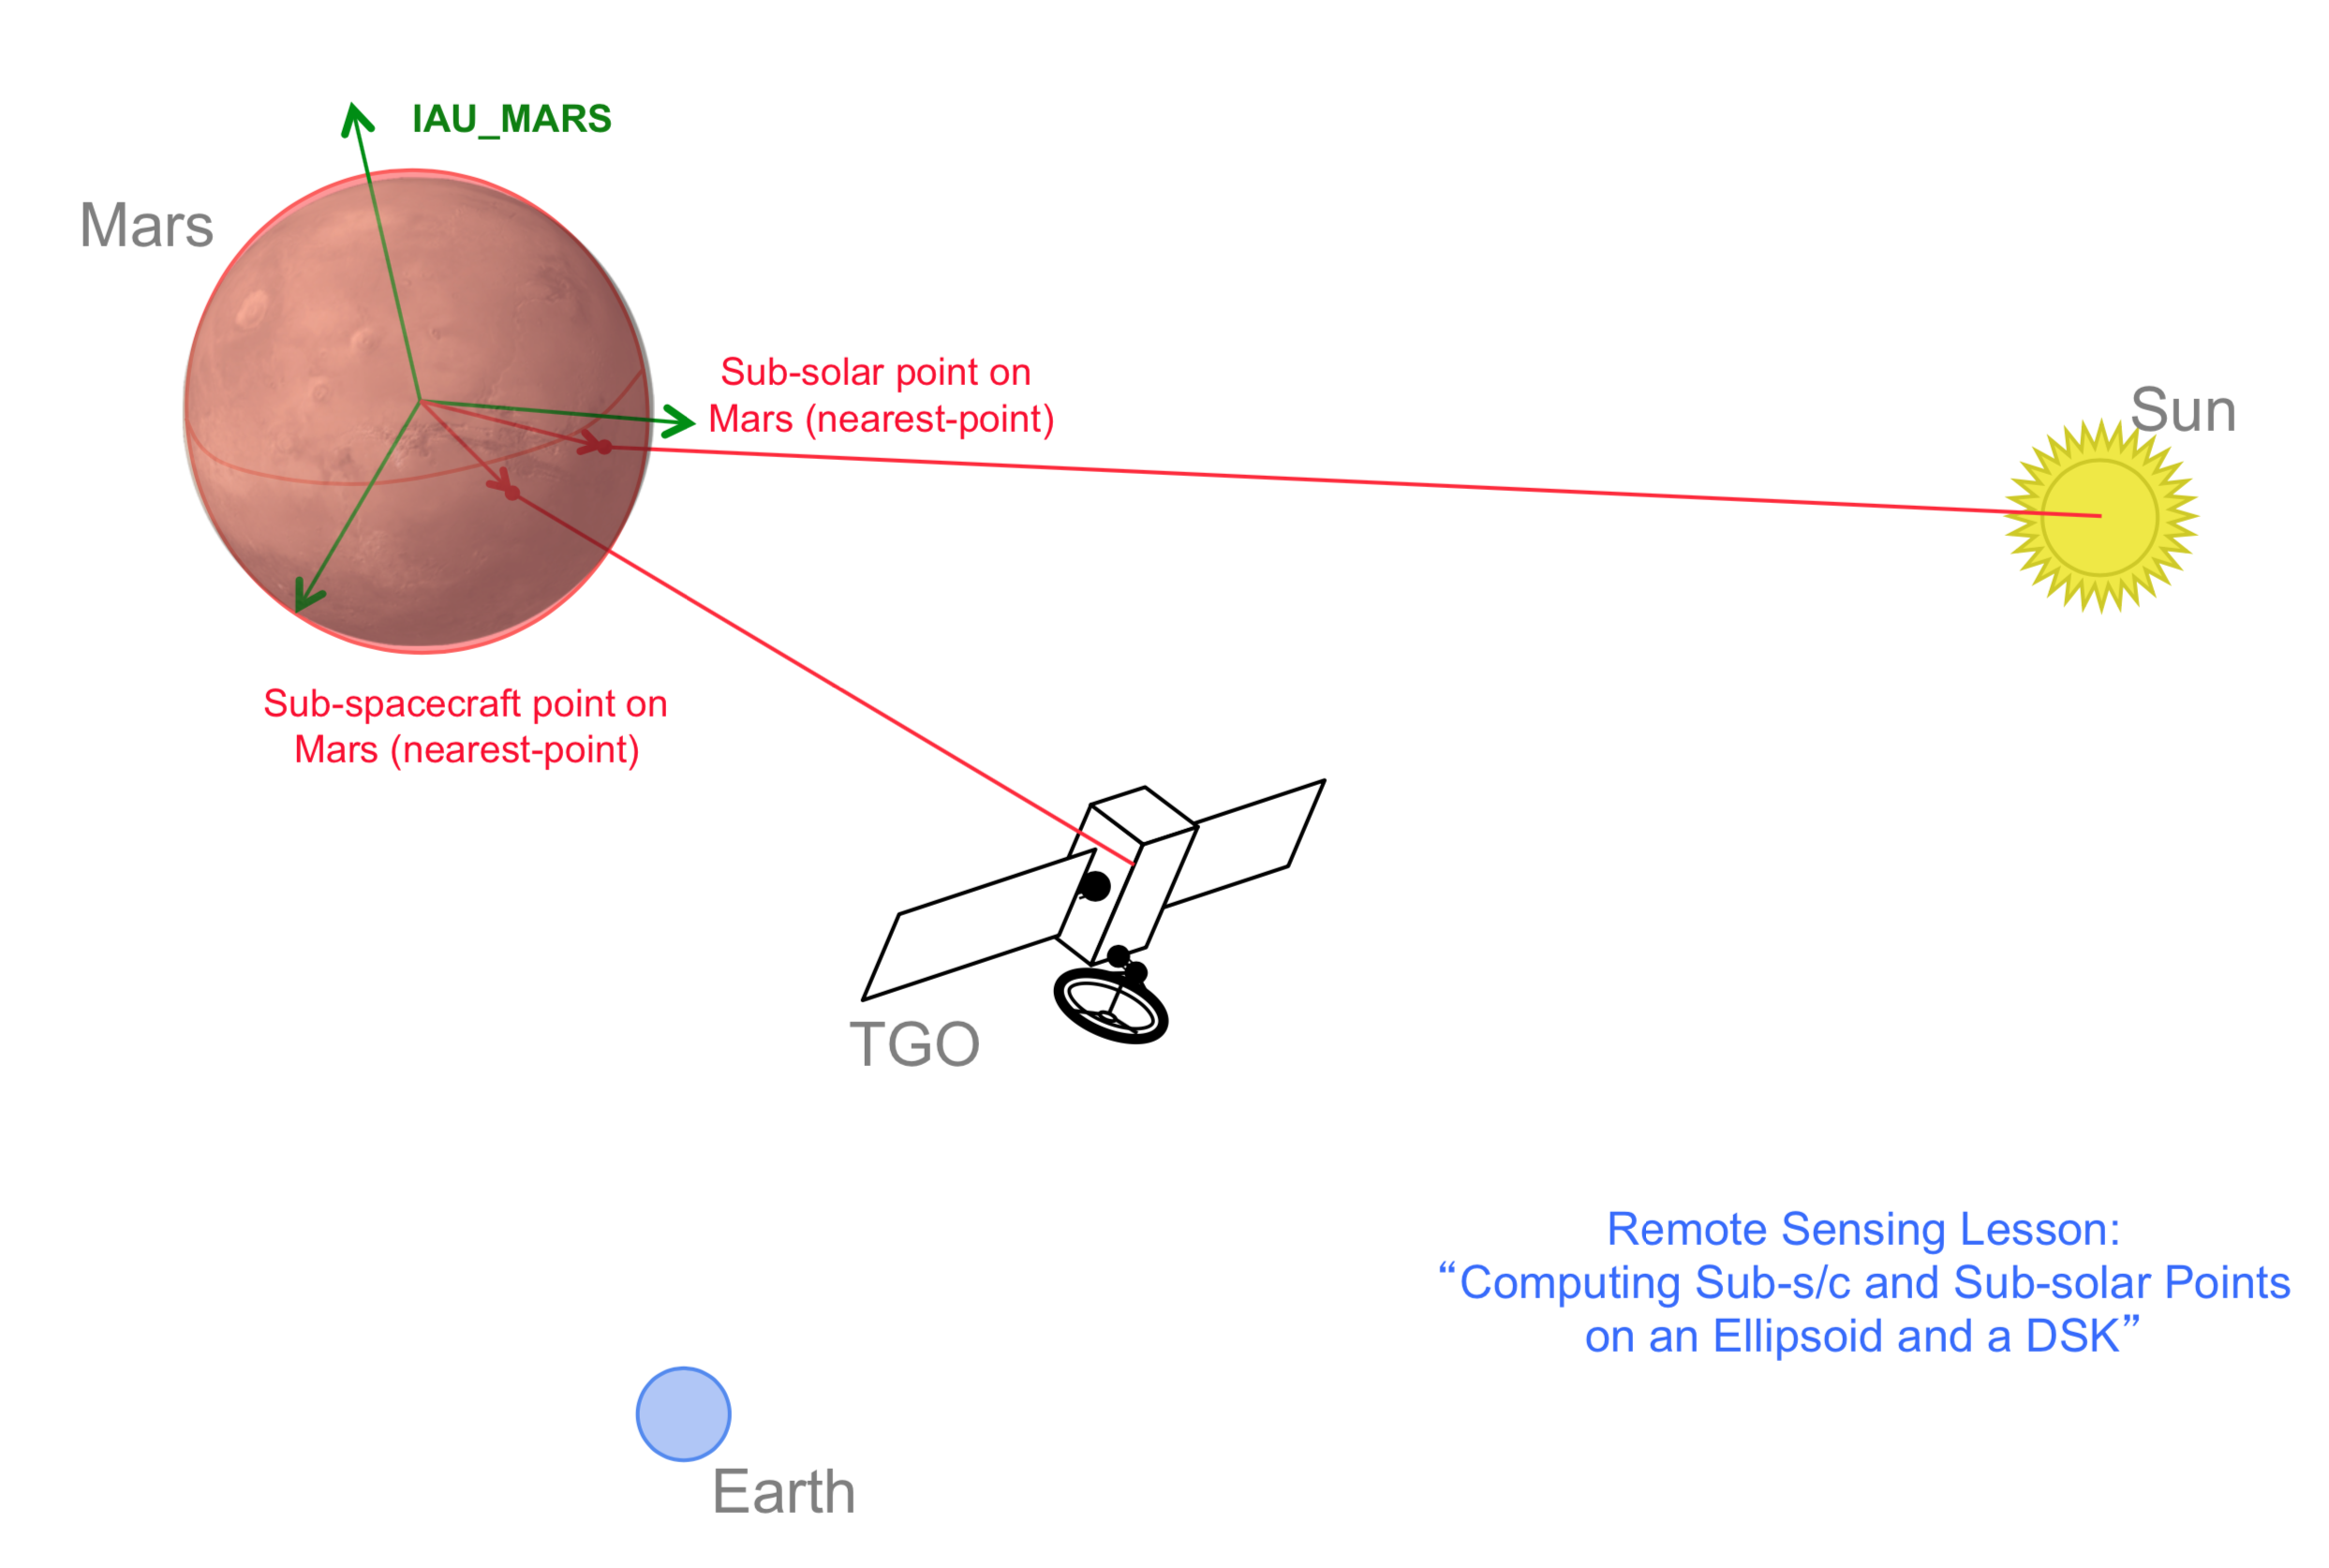 IAU_MARS
Mars
Sub-solar point on
Mars (nearest-point)
Sun
Sub-spacecraft point on
Mars (nearest-point)
TGO
Remote Sensing Lesson:
“Computing Sub-s/c and Sub-solar Points
on an Ellipsoid and a DSK”
Earth